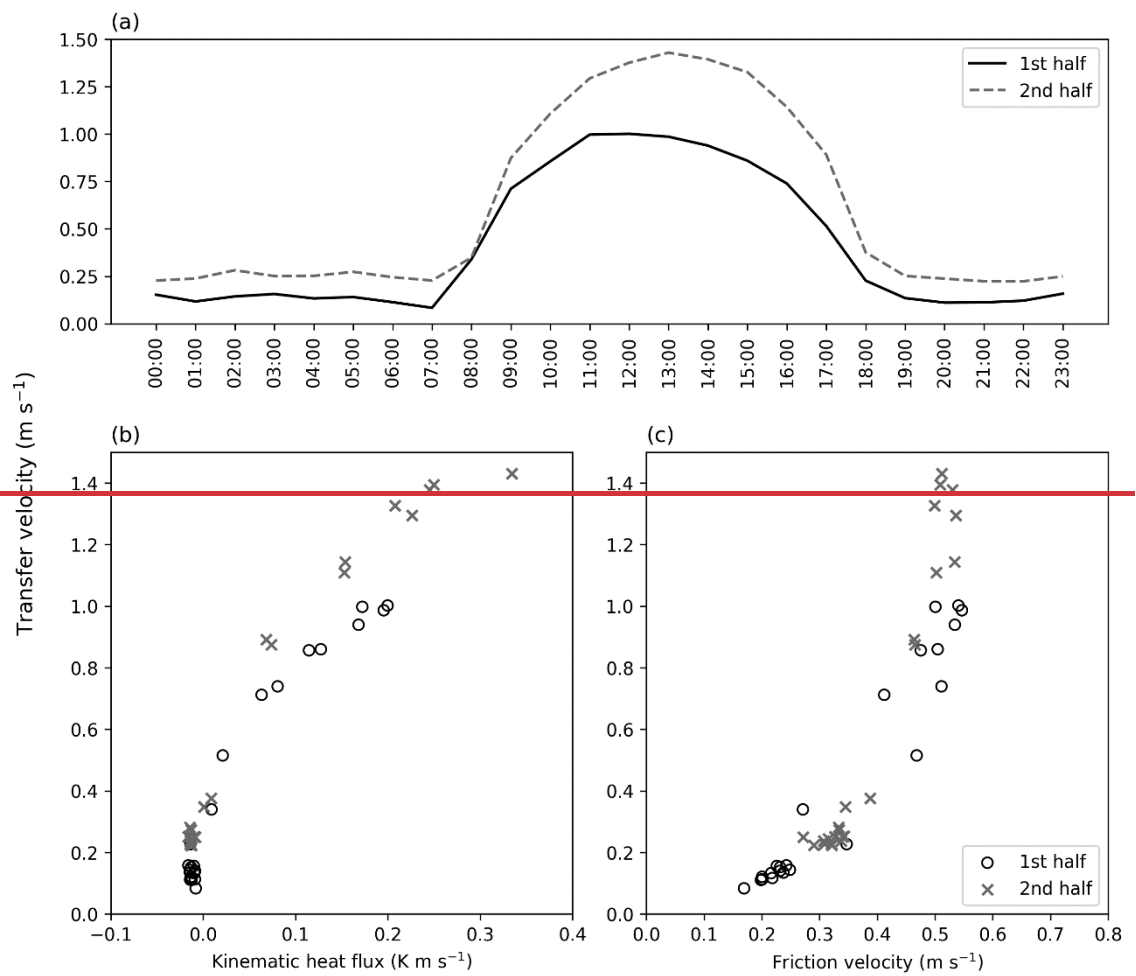 (a)
1.50
1.25
1.00
0.75
0.50
0.25
0.00
1st half
2nd half
00:00 01:00 02:00 03:00 04:00 05:00 06:00 07:00 08:00 09:00 10:00 11:00 12:00 13:00 14:00 15:00 16:00 17:00 18:00 19:00 20:00 21:00 22:00 23:00
Transfer velocity (m s⁻¹)
(b)
1.4
1.2
1.0
0.8
0.6
0.4
0.2
0.0
−0.1 0.0 0.1 0.2 0.3 0.4
Kinematic heat flux (K m s⁻¹)
(c)
1.4
1.2
1.0
0.8
0.6
0.4
0.2
0.0
1st half
2nd half
0.0 0.1 0.2 0.3 0.4 0.5 0.6 0.7 0.8
Friction velocity (m s⁻¹)